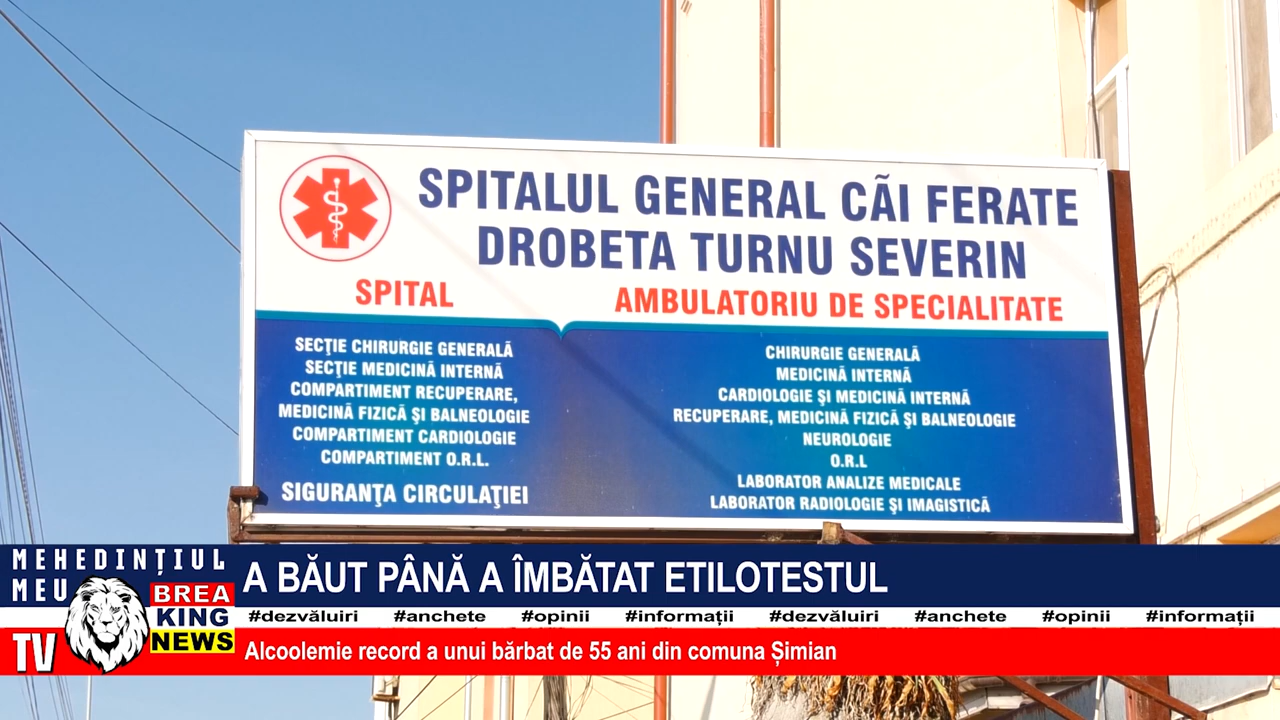 SPITALUL GENERAL CÃI FERATE
DROBETA TURNU SEVERIN
SPITAL
AMBULATORIU DE SPECIALITATE
SECŢIE CHIRURGIE GENERALĂ
SECŢIE MEDICINĂ INTERNĂ
COMPARTIMENT RECUPERARE,
MEDICINĂ FIZICĂ ŞI BALNEOLOGIE
COMPARTIMENT CARDIOLOGIE
COMPARTIMENT O.R.L.
SIGURANŢA CIRCULAŢIEI
CHIRURGIE GENERALĂ
MEDICINĂ INTERNĂ
CARDIOLOGIE ŞI MEDICINĂ INTERNĂ
RECUPERARE, MEDICINĂ FIZICĂ ŞI BALNEOLOGIE
NEUROLOGIE
O.R.L
LABORATOR ANALIZE MEDICALE
LABORATOR RADIOLOGIE ŞI IMAGISTICĂ
MEHEDINȚIUL
MEU
TV
BREA
KING
NEWS
A BĂUT PÂNĂ A ÎMBĂTAT ETILOTESTUL
#dezvăluiri #anchete #opinii #informații #dezvăluiri #anchete #opinii #informații
Alcoolemie record a unui bărbat de 55 ani din comuna Șimian